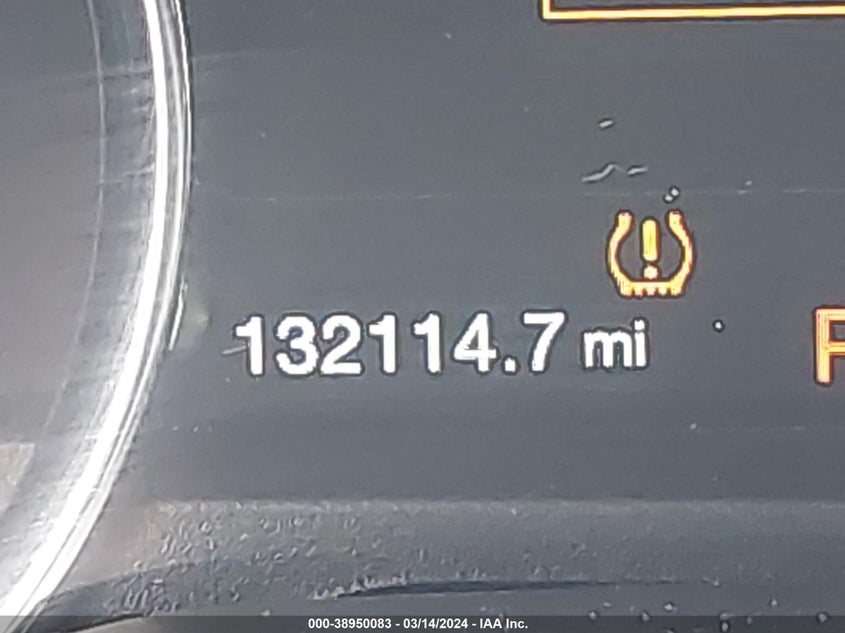 132114.7 mi
P
000-38950083 - 03/14/2024 - IAA Inc.